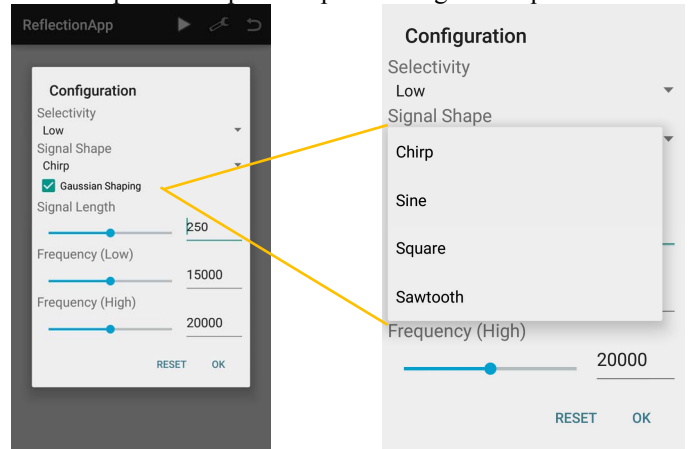 ReflectionApp
Configuration
Selectivity
Low
Signal Shape
Chirp
Gaussian Shaping
Signal Length
250
Frequency (Low)
15000
Frequency (High)
20000
RESET OK
Configuration
Selectivity
Low
Signal Shape
Chirp
Sine
Square
Sawtooth
Frequency (High)
20000
RESET OK